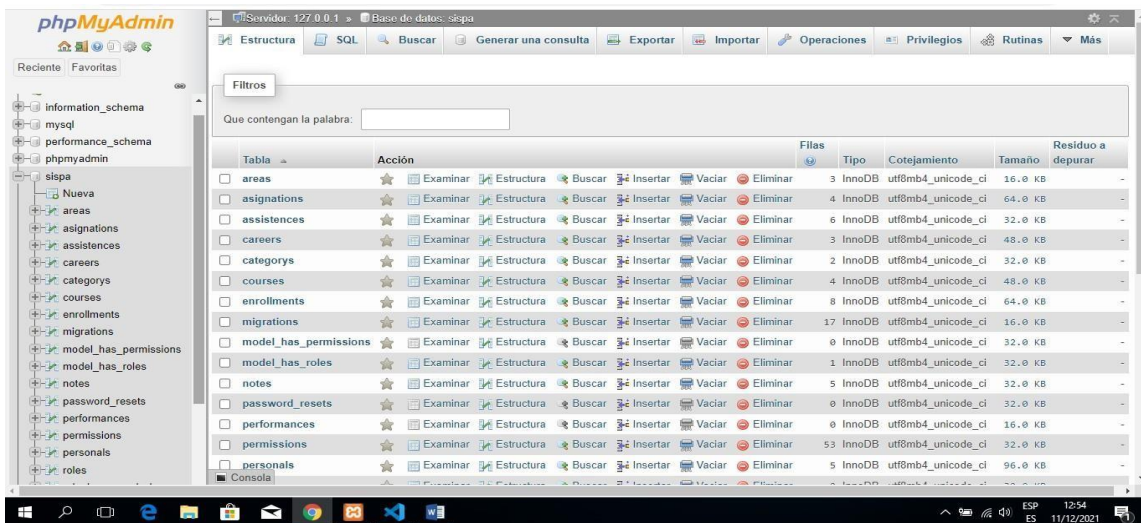 phpMyAdmin
Reciente Favoritas
information_schema
mysql
performance_schema
phpmyadmin
sispa
Nueva
areas
asignations
assistences
careers
categorys
courses
enrollments
migrations
model_has_permissions
model_has_roles
notes
password_resets
performances
permissions
personals
roles
Servidor: 127.0.0.1 » Base de datos: sispa
Estructura SQL Buscar Generar una consulta Exportar Importar Operaciones Privilegios Rutinas Más
Filtros
Que contengan la palabra:
Tabla Acción Filas Tipo Cotejamiento Tamaño Residuo a depurar
areas Examinar Estructura Buscar Insertar Vaciar Eliminar 3 InnoDB utf8mb4_unicode_ci 16.0 KB -
asignations Examinar Estructura Buscar Insertar Vaciar Eliminar 4 InnoDB utf8mb4_unicode_ci 64.0 KB -
assistences Examinar Estructura Buscar Insertar Vaciar Eliminar 6 InnoDB utf8mb4_unicode_ci 32.0 KB -
careers Examinar Estructura Buscar Insertar Vaciar Eliminar 3 InnoDB utf8mb4_unicode_ci 48.0 KB -
categorys Examinar Estructura Buscar Insertar Vaciar Eliminar 2 InnoDB utf8mb4_unicode_ci 32.0 KB -
courses Examinar Estructura Buscar Insertar Vaciar Eliminar 4 InnoDB utf8mb4_unicode_ci 48.0 KB -
enrollments Examinar Estructura Buscar Insertar Vaciar Eliminar 8 InnoDB utf8mb4_unicode_ci 64.0 KB -
migrations Examinar Estructura Buscar Insertar Vaciar Eliminar 17 InnoDB utf8mb4_unicode_ci 16.0 KB -
model_has_permissions Examinar Estructura Buscar Insertar Vaciar Eliminar 0 InnoDB utf8mb4_unicode_ci 32.0 KB -
model_has_roles Examinar Estructura Buscar Insertar Vaciar Eliminar 1 InnoDB utf8mb4_unicode_ci 32.0 KB -
notes Examinar Estructura Buscar Insertar Vaciar Eliminar 5 InnoDB utf8mb4_unicode_ci 32.0 KB -
password_resets Examinar Estructura Buscar Insertar Vaciar Eliminar 0 InnoDB utf8mb4_unicode_ci 32.0 KB -
performances Examinar Estructura Buscar Insertar Vaciar Eliminar 0 InnoDB utf8mb4_unicode_ci 16.0 KB -
permissions Examinar Estructura Buscar Insertar Vaciar Eliminar 53 InnoDB utf8mb4_unicode_ci 32.0 KB -
personals Examinar Estructura Buscar Insertar Vaciar Eliminar 5 InnoDB utf8mb4_unicode_ci 96.0 KB -
Consola
ESP 12:54
ES 11/12/2021